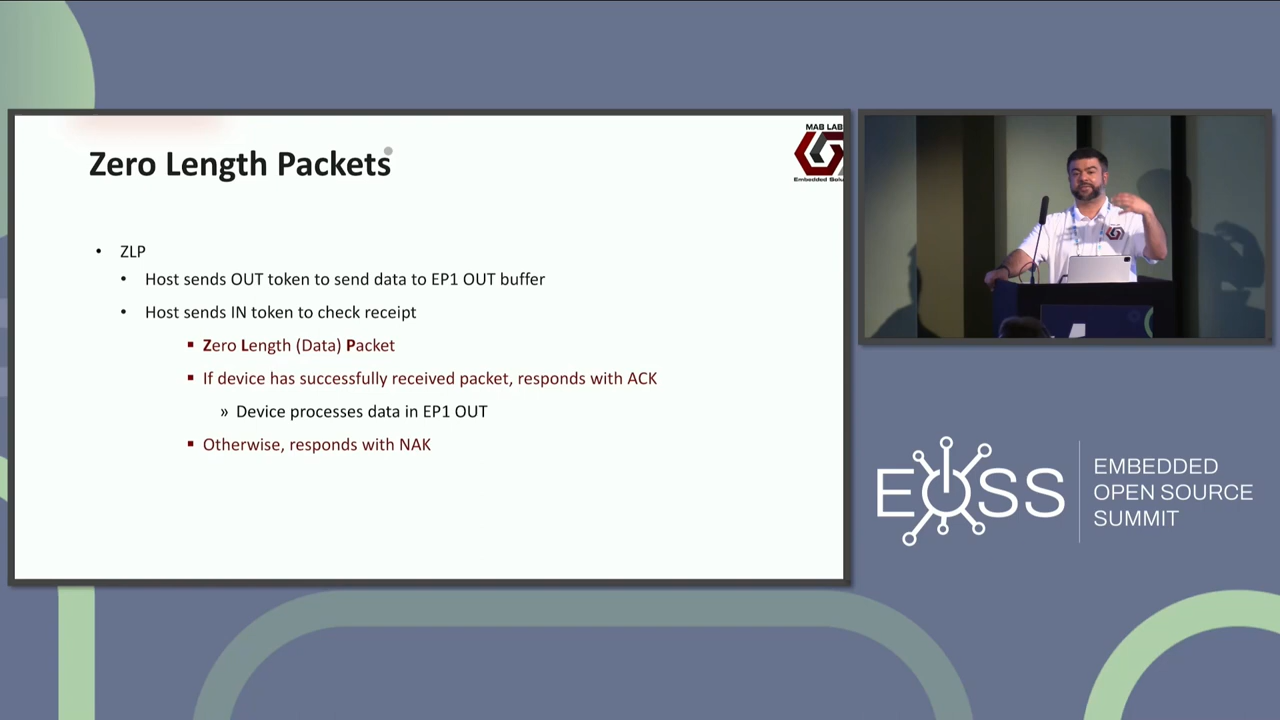 MAB LAB
Embedded Solu
Zero Length Packets
• ZLP
• Host sends OUT token to send data to EP1 OUT buffer
• Host sends IN token to check receipt
▪ Zero Length (Data) Packet
▪ If device has successfully received packet, responds with ACK
» Device processes data in EP1 OUT
▪ Otherwise, responds with NAK
EOSS
EMBEDDED
OPEN SOURCE
SUMMIT